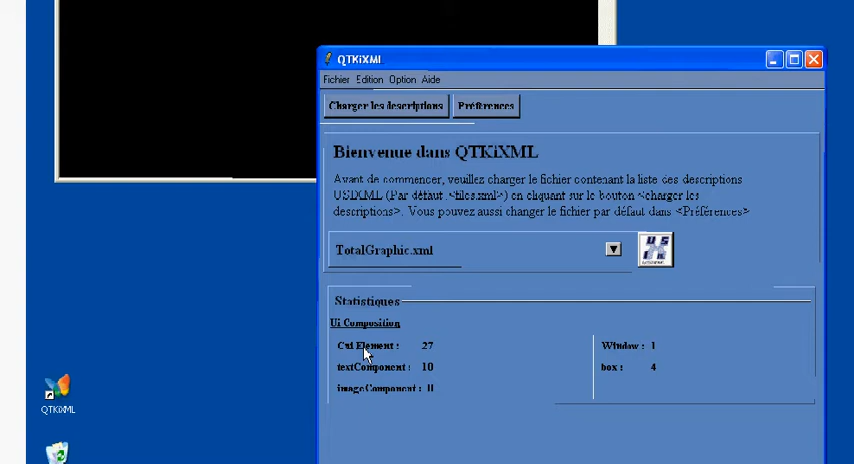 QTKiXML
Fichier Edition Option Aide
Charger les descriptions Préférences
Bienvenue dans QTKiXML
Avant de commencer, veuillez charger le fichier contenant la liste des descriptions
USIXML (Par défaut <files.xml>) en cliquant sur le bouton <charger les
descriptions>. Vous pouvez aussi changer le fichier par défaut dans <Préférences>
TotalGraphic.xml
US
Statistiques
Ui Composition
Cui Element : 27
Window : 1
textComponent : 10
box : 4
imageComponent : 0
QTKiXML